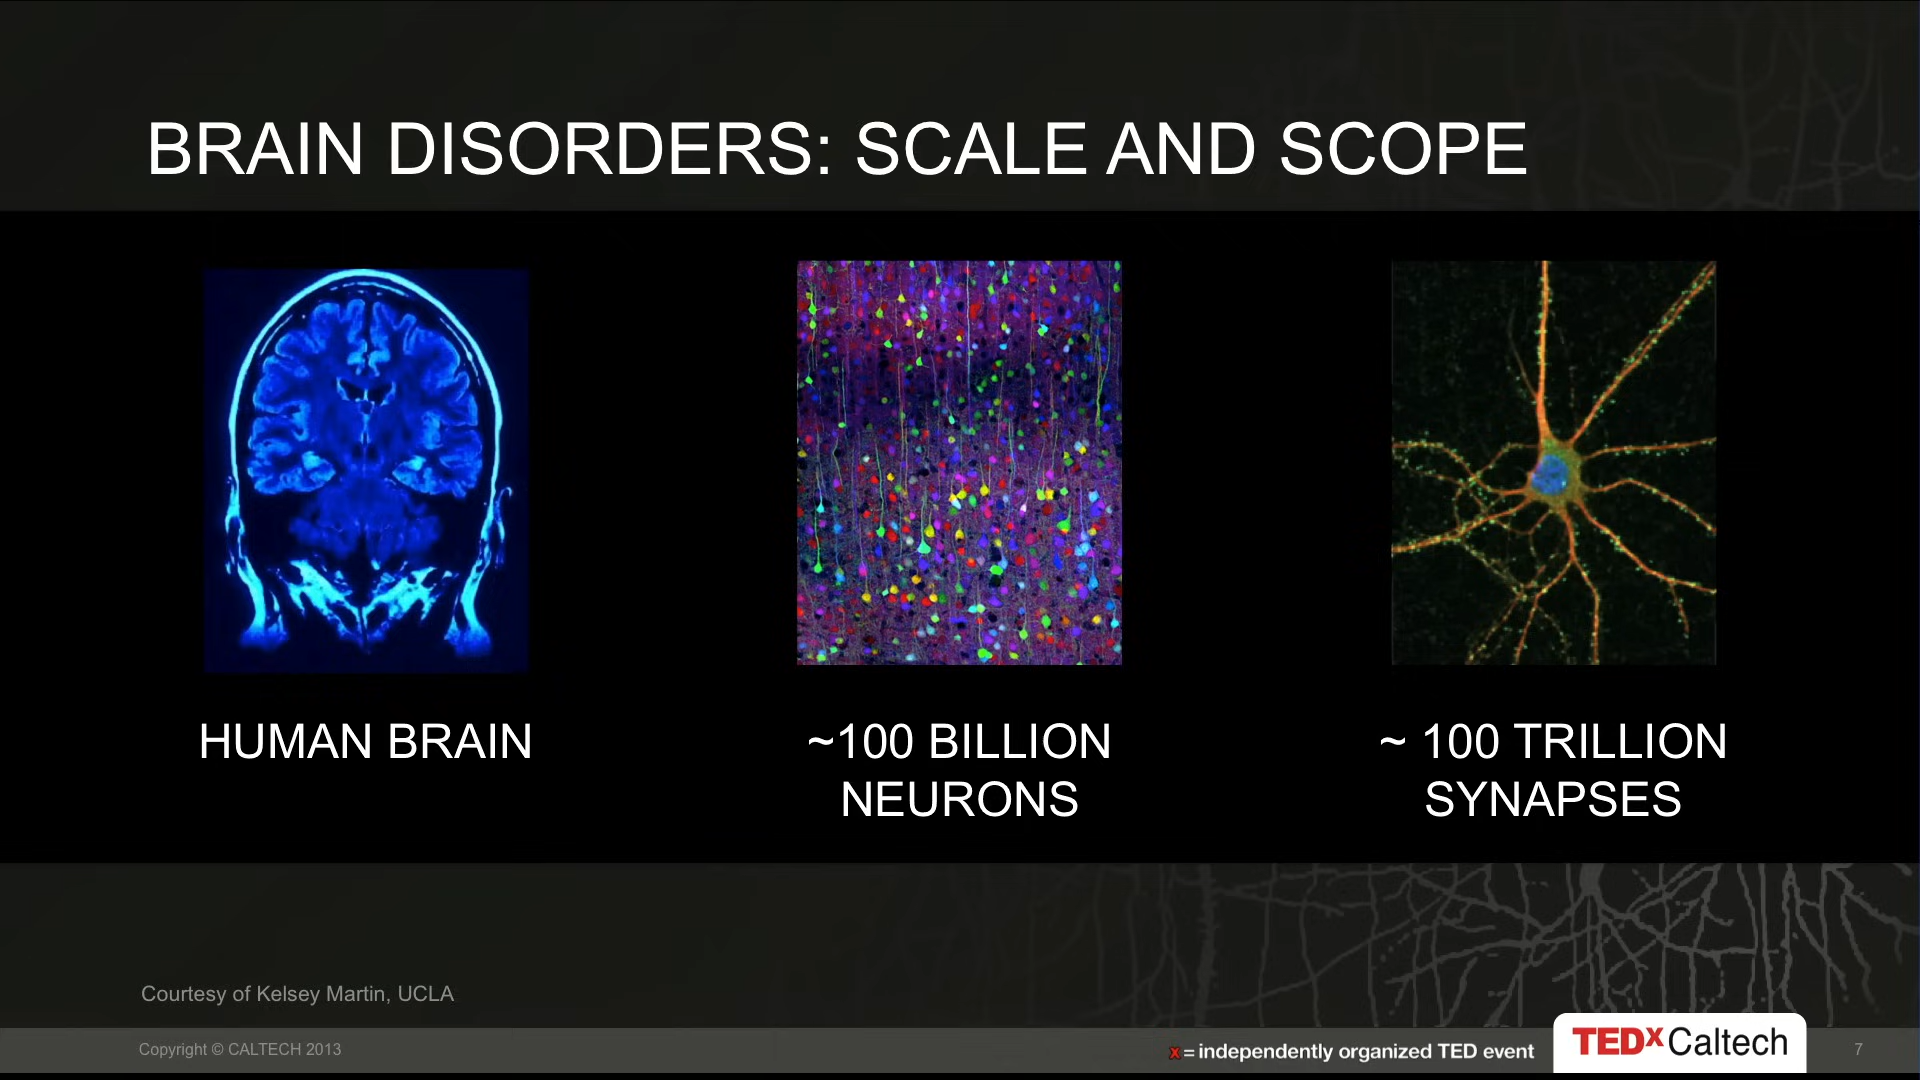 BRAIN DISORDERS: SCALE AND SCOPE
HUMAN BRAIN
~100 BILLION
NEURONS
~ 100 TRILLION
SYNAPSES
Courtesy of Kelsey Martin, UCLA
Copyright © CALTECH 2013
x = independently organized TED event
TEDxCaltech
7